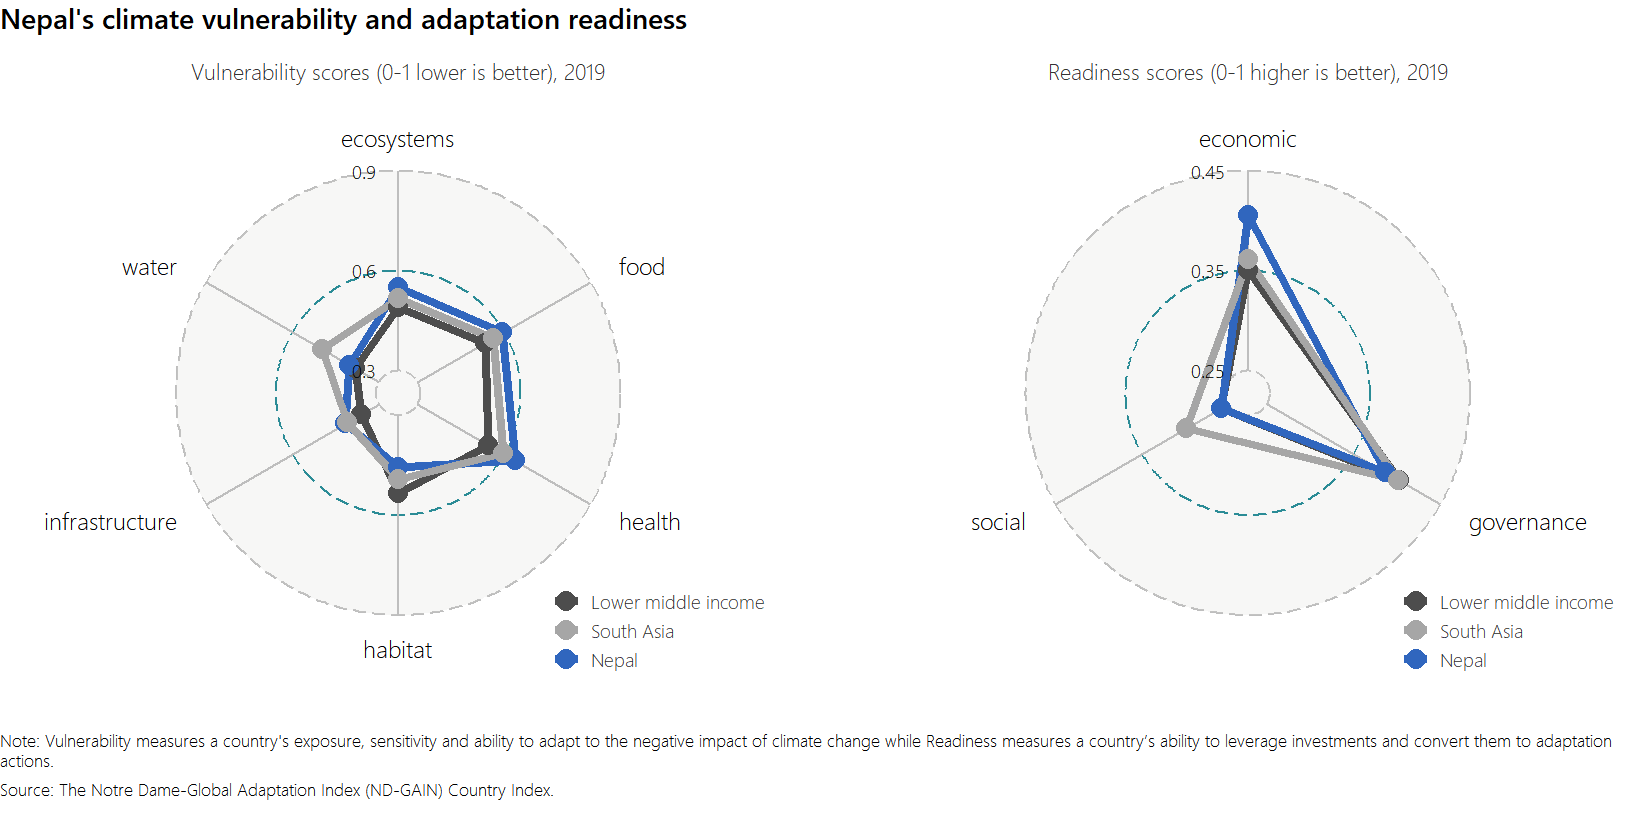 Nepal's climate vulnerability and adaptation readiness
Vulnerability scores (0-1 lower is better), 2019
ecosystems
0.9
water
food
0.6
0.3
infrastructure
health
habitat
Lower middle income
South Asia
Nepal
Readiness scores (0-1 higher is better), 2019
economic
0.45
0.35
0.25
social
governance
Lower middle income
South Asia
Nepal
Note: Vulnerability measures a country's exposure, sensitivity and ability to adapt to the negative impact of climate change while Readiness measures a country’s ability to leverage investments and convert them to adaptation
actions.
Source: The Notre Dame-Global Adaptation Index (ND-GAIN) Country Index.